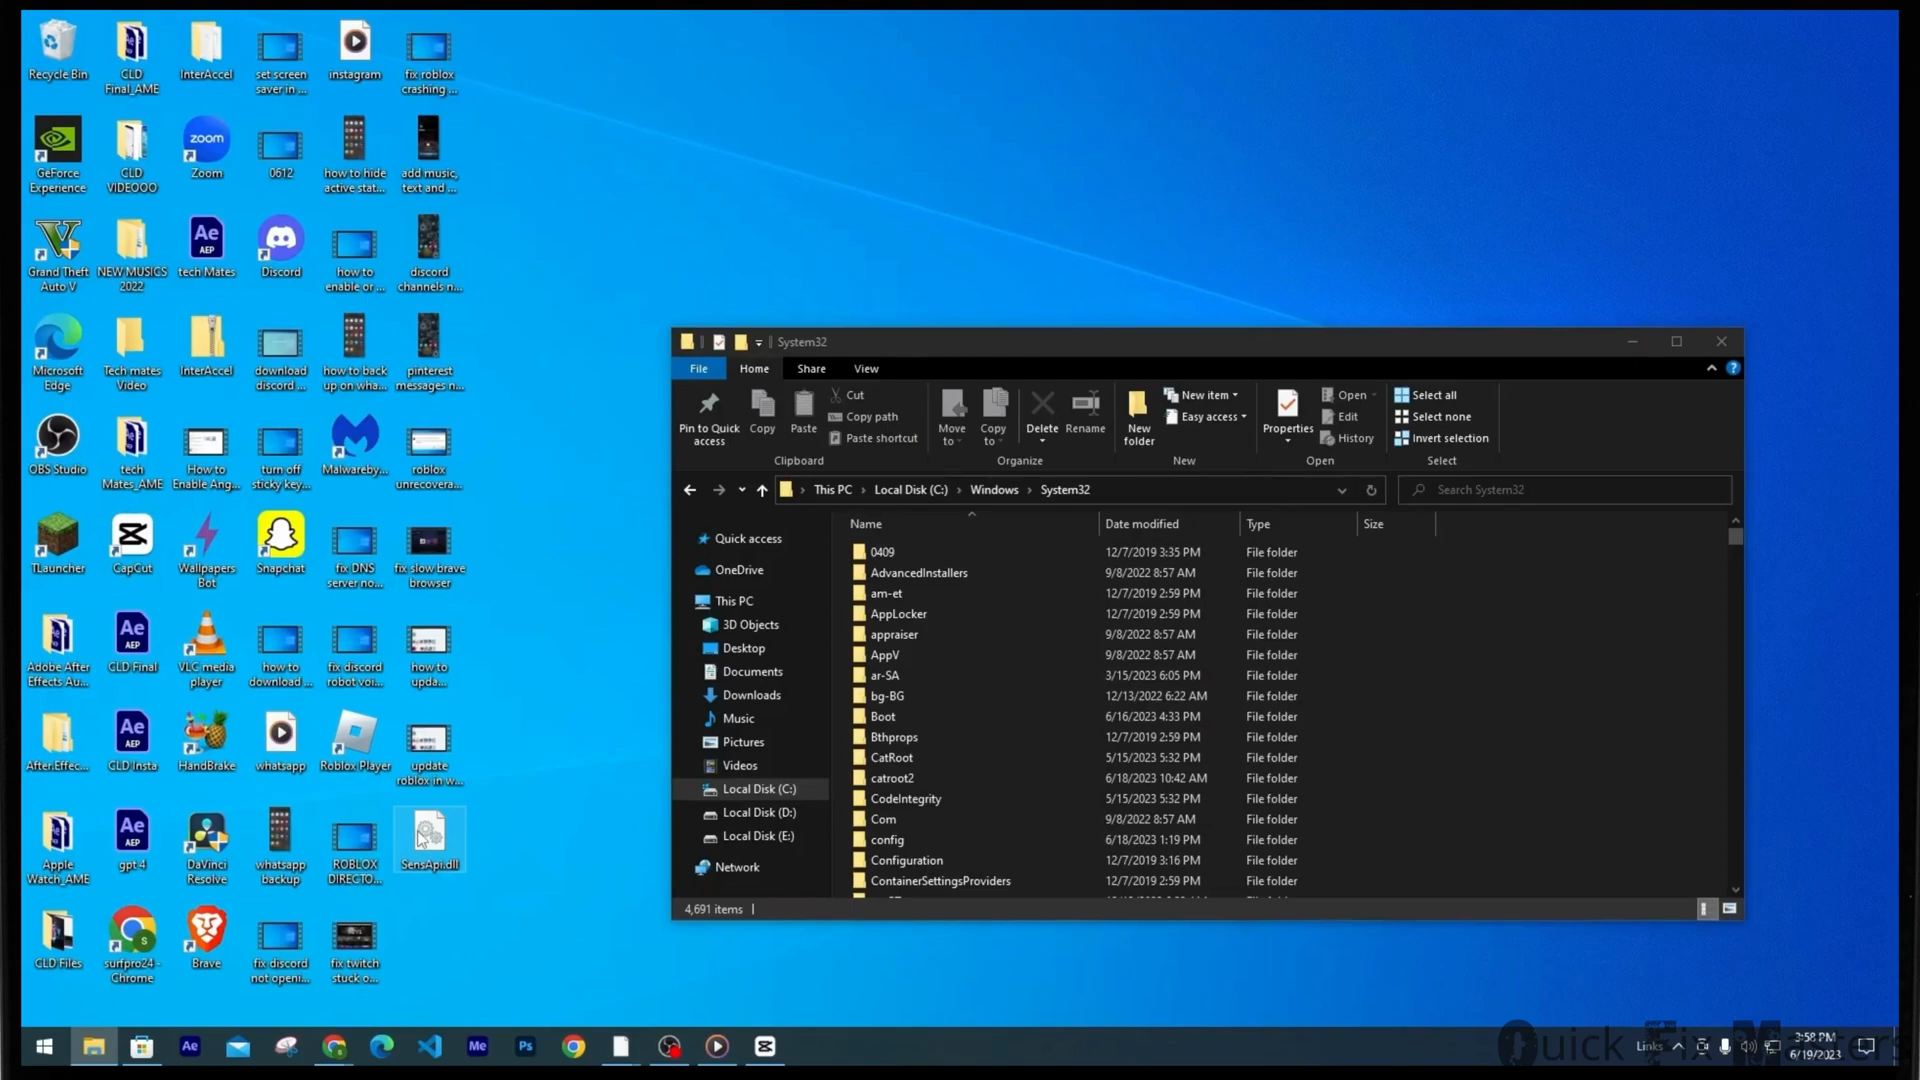 Recycle Bin
CLD
Final_AME
InterAccel
set screen
saver in ...
instagram
fix roblox
crashing ...
GeForce
Experience
CLD
VIDEOOO
zoom
Zoom
0612
how to hide
active stat...
add music,
text and ...
Grand Theft
Auto V
NEW MUSICS
2022
Ae
AEP
tech Mates
Discord
how to
enable or ...
discord
channels n...
Microsoft
Edge
Tech mates
Video
InterAccel
download
discord ...
how to back
up on wha...
pinterest
messages n...
OBS Studio
tech
Mates_AME
How to
Enable Ang...
turn off
sticky key...
Malwareby...
roblox
unrecovera...
TLauncher
CapCut
Wallpapers
Bot
Snapchat
fix DNS
server no...
fix slow brave
browser
Adobe After
Effects Au...
Ae
AEP
CLD Final
VLC media
player
how to
download ...
fix discord
robot voi...
how to
upda...
After.Effec...
Ae
AEP
CLD Insta
HandBrake
whatsapp
Roblox Player
update
roblox in w...
Apple
Watch_AME
Ae
AEP
gpt 4
DaVinci
Resolve
whatsapp
backup
ROBLOX
DIRECTO...
SensApi.dll
CLD Files
surfpro24 -
Chrome
Brave
fix discord
not openi...
fix twitch
stuck o...
System32
File Home Share View
Pin to Quick
access
Copy
Paste
Cut
Copy path
Paste shortcut
Clipboard
Move
to
Copy
to
Delete
Rename
Organize
New
folder
New item
Easy access
New
Properties
Open
Edit
History
Open
Select all
Select none
Invert selection
Select
This PC › Local Disk (C:) › Windows › System32
Search System32
Quick access
OneDrive
This PC
3D Objects
Desktop
Documents
Downloads
Music
Pictures
Videos
Local Disk (C:)
Local Disk (D:)
Local Disk (E:)
Network
Name Date modified Type Size
0409 12/7/2019 3:35 PM File folder
AdvancedInstallers 9/8/2022 8:57 AM File folder
am-et 12/7/2019 2:59 PM File folder
AppLocker 12/7/2019 2:59 PM File folder
appraiser 9/8/2022 8:57 AM File folder
AppV 9/8/2022 8:57 AM File folder
ar-SA 3/15/2023 6:05 PM File folder
bg-BG 12/13/2022 6:22 AM File folder
Boot 6/16/2023 4:33 PM File folder
Bthprops 12/7/2019 2:59 PM File folder
CatRoot 5/15/2023 5:32 PM File folder
catroot2 6/18/2023 10:42 AM File folder
CodeIntegrity 5/15/2023 5:32 PM File folder
Com 9/8/2022 8:57 AM File folder
config 6/18/2023 1:19 PM File folder
Configuration 12/7/2019 3:16 PM File folder
ContainerSettingsProviders 12/7/2019 2:59 PM File folder
4,691 items
Ae
Me
Ps
Links
3:58 PM
6/19/2023
Quick Fix Masters